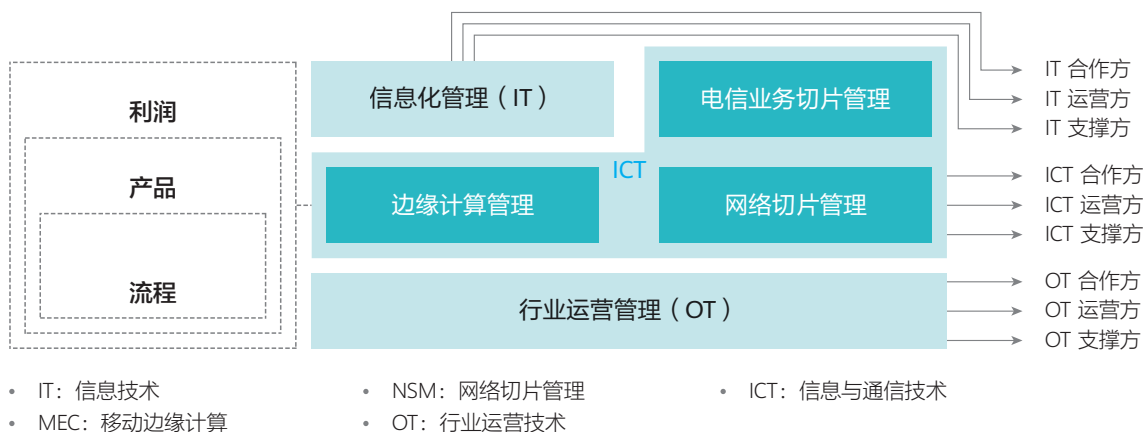 信息化管理（IT）
电信业务切片管理
IT 合作方
IT 运营方
IT 支撑方
利润
产品
流程
ICT
边缘计算管理
网络切片管理
ICT 合作方
ICT 运营方
ICT 支撑方
行业运营管理（OT）
OT 合作方
OT 运营方
OT 支撑方
• IT：信息技术
• NSM：网络切片管理
• ICT：信息与通信技术
• MEC：移动边缘计算
• OT：行业运营技术